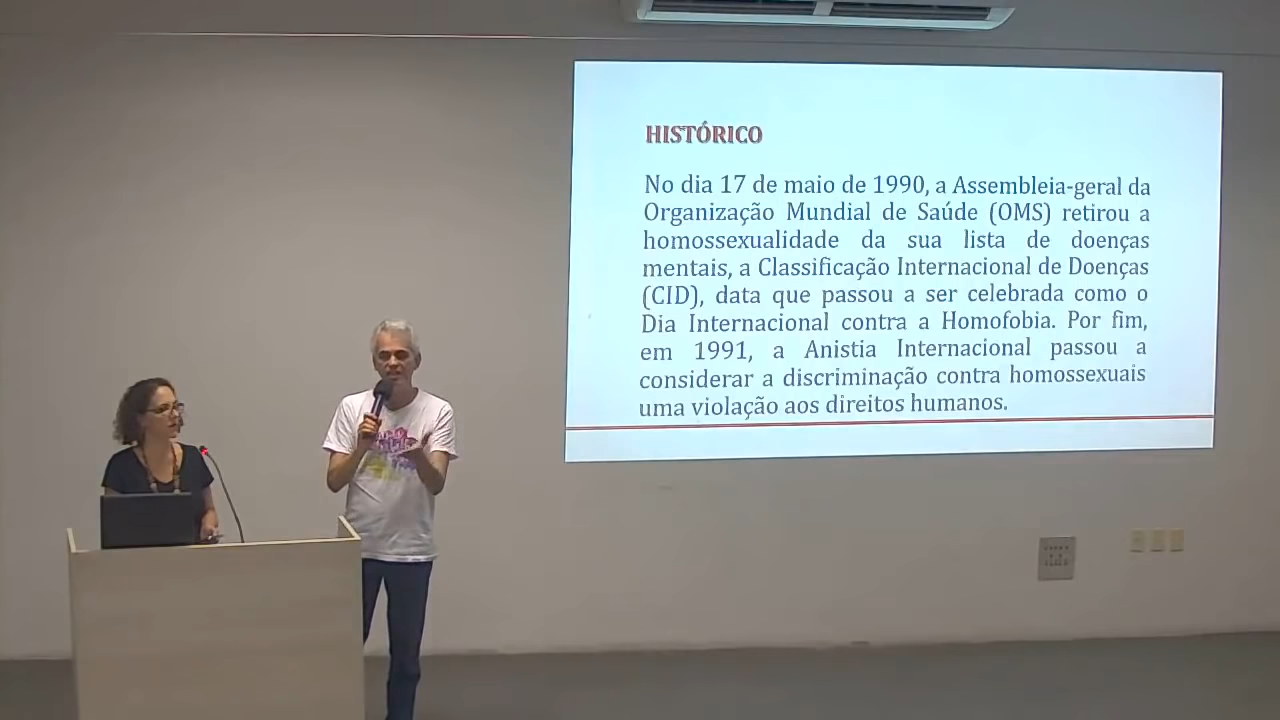 HISTÓRICO
No dia 17 de maio de 1990, a Assembleia-geral da
Organização Mundial de Saúde (OMS) retirou a
homossexualidade da sua lista de doenças
mentais, a Classificação Internacional de Doenças
(CID), data que passou a ser celebrada como o
Dia Internacional contra a Homofobia. Por fim,
em 1991, a Anistia Internacional passou a
considerar a discriminação contra homossexuais
uma violação aos direitos humanos.